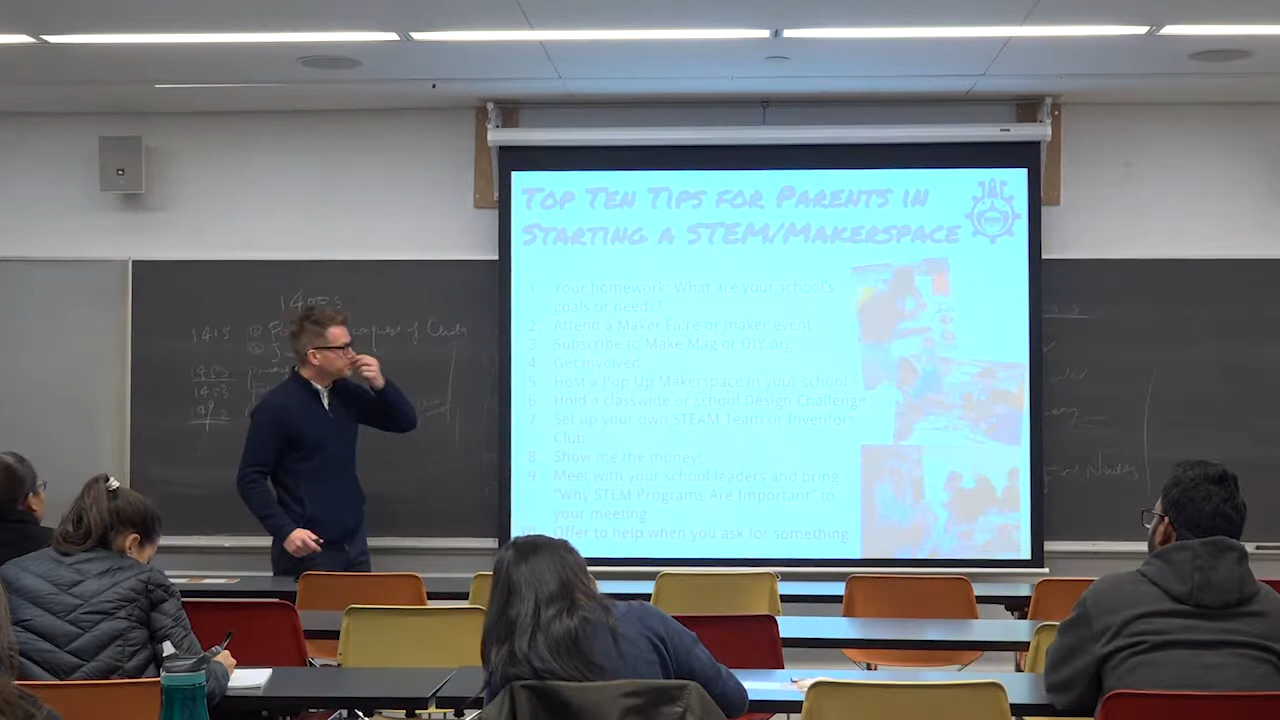 Top Ten Tips for Parents in
Starting a STEM/Makerspace
1. Your homework: What are your school's
goals or needs?
2. Attend a Maker Faire or maker event
3. Subscribe to Make Mag or DIY.org
4. Get involved
5. Host a Pop Up Makerspace in your school
6. Hold a classwide or school Design Challenge
7. Set up your own STEAM Team or Inventors
Club
8. Show me the money!
9. Meet with your school leaders and bring
"Why STEM Programs Are Important" to
your meeting
10. Offer to help when you ask for something
1400s
1415 conquest of Ceuta
1453
1453
1492